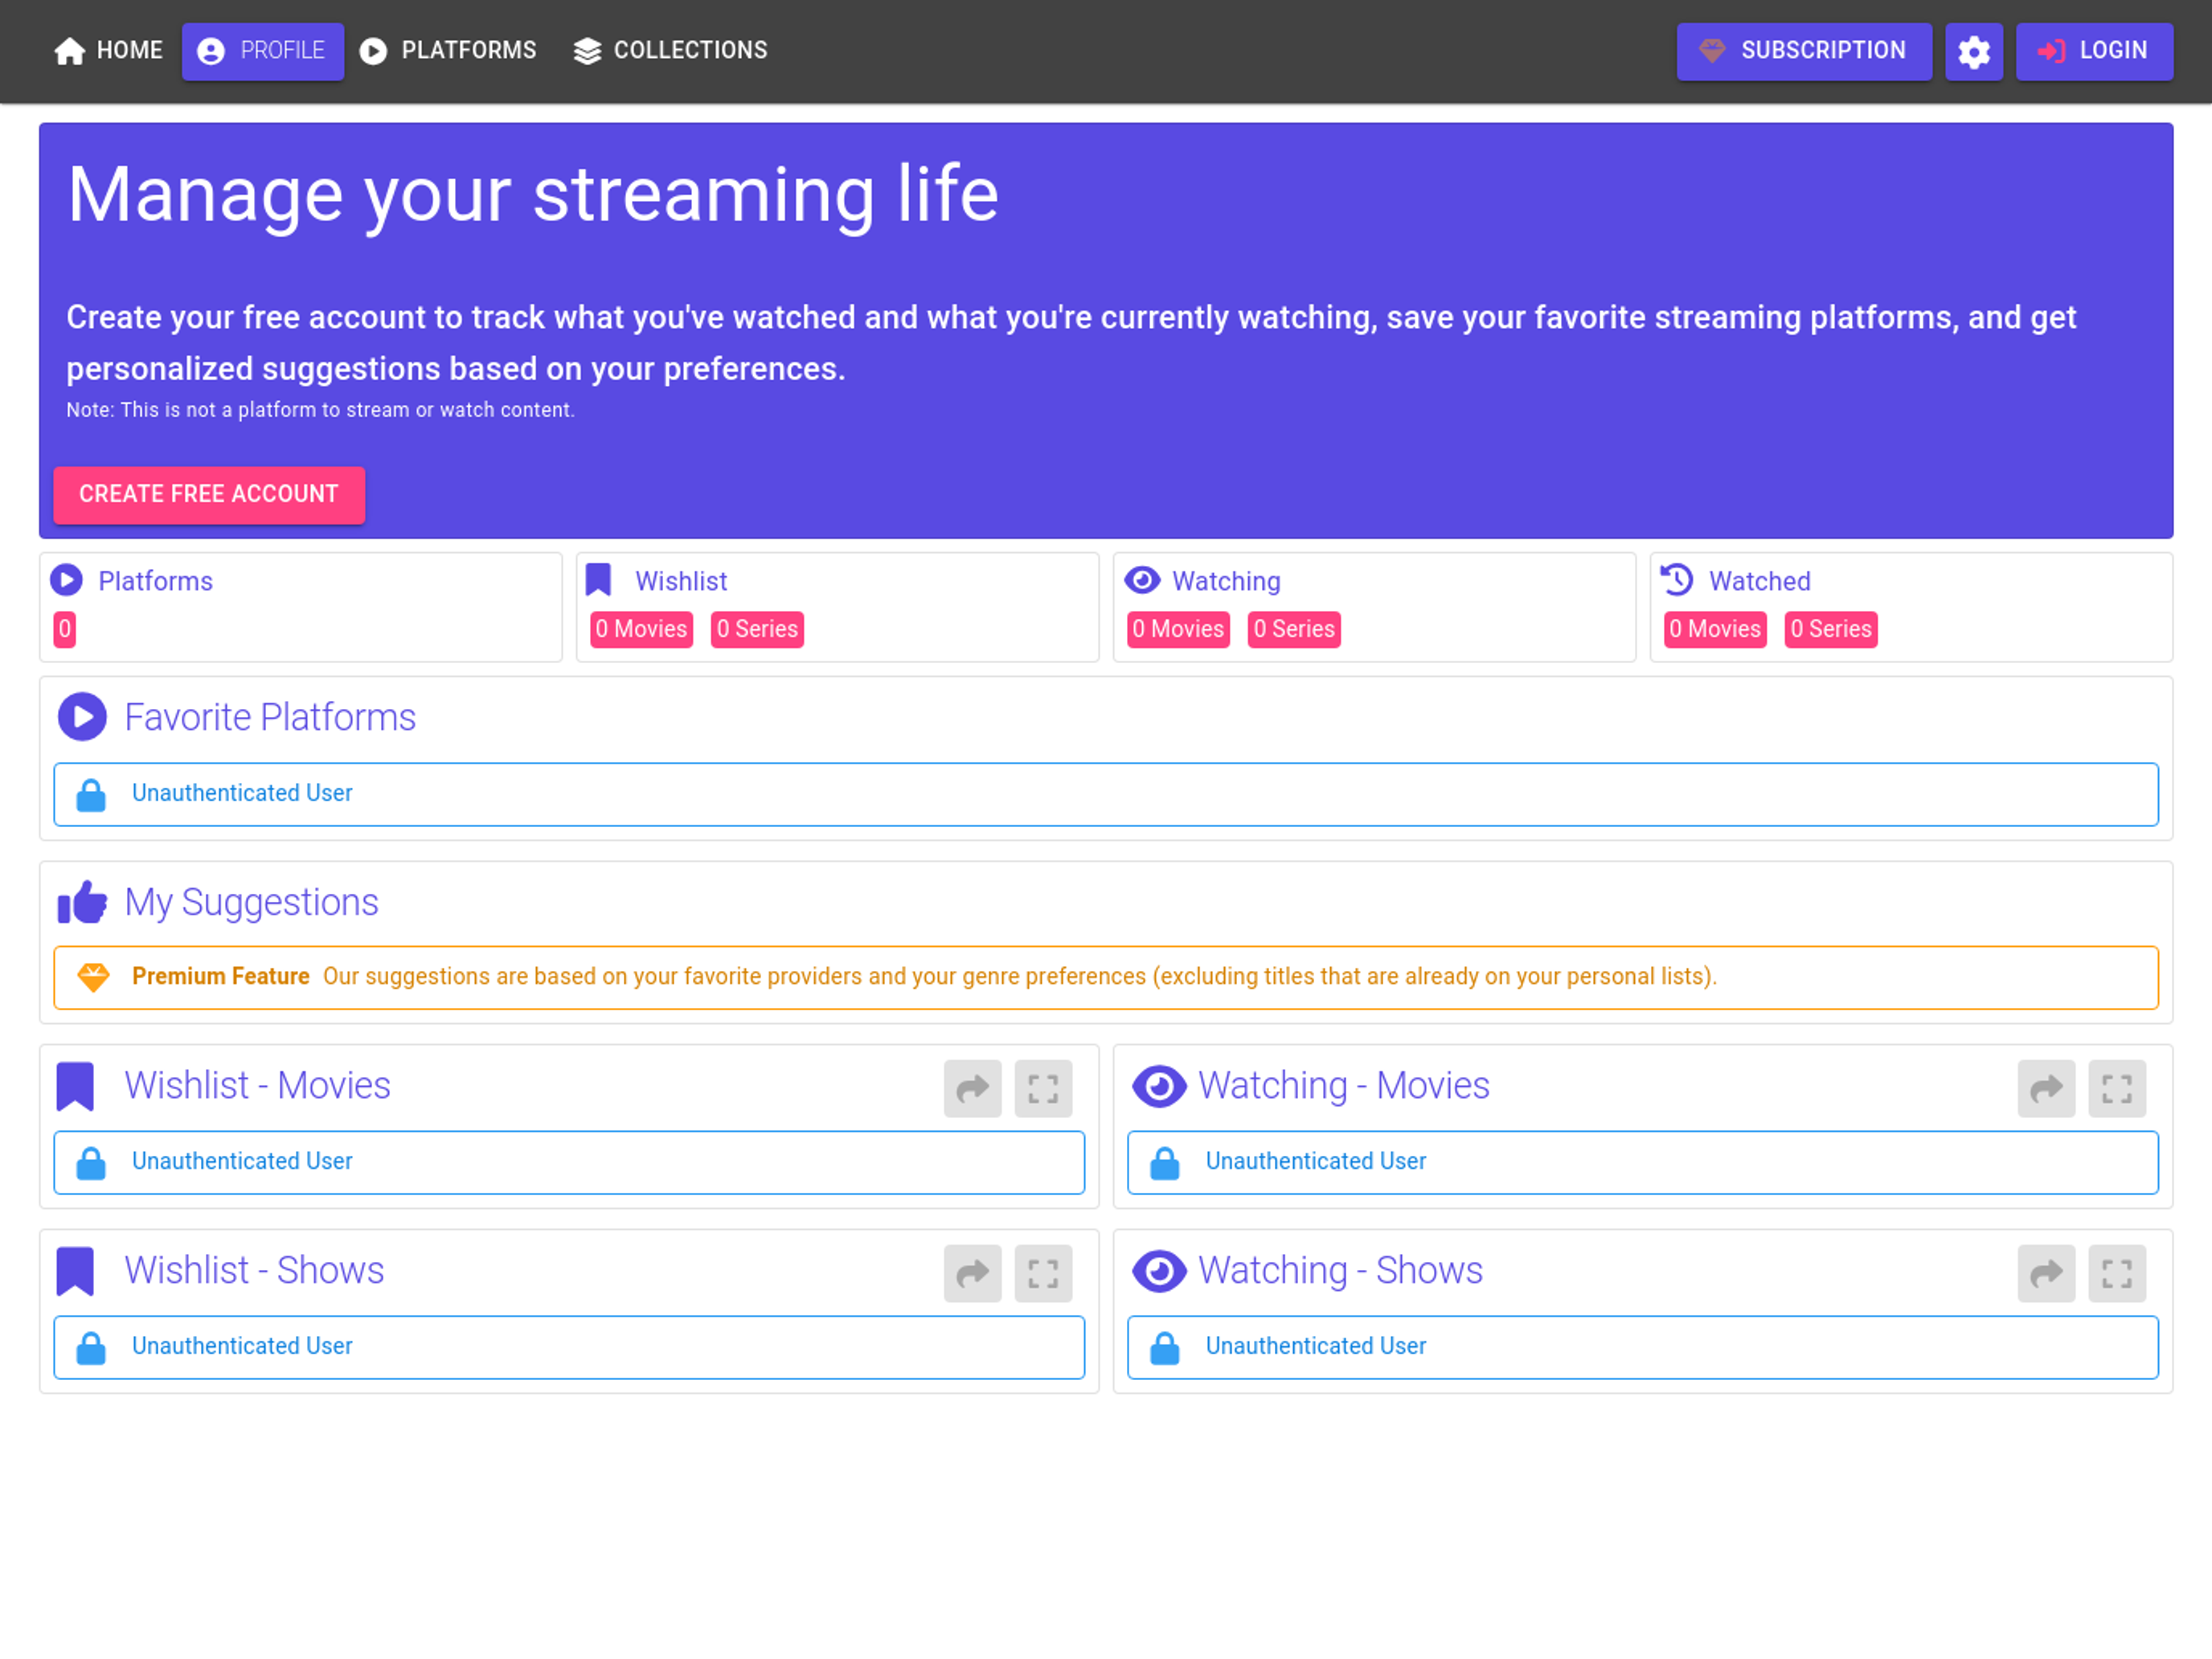 HOME PROFILE PLATFORMS COLLECTIONS SUBSCRIPTION LOGIN
Manage your streaming life
Create your free account to track what you've watched and what you're currently watching, save your favorite streaming platforms, and get
personalized suggestions based on your preferences.
Note: This is not a platform to stream or watch content.
CREATE FREE ACCOUNT
Platforms
0
Wishlist
0 Movies 0 Series
Watching
0 Movies 0 Series
Watched
0 Movies 0 Series
Favorite Platforms
Unauthenticated User
My Suggestions
Premium Feature Our suggestions are based on your favorite providers and your genre preferences (excluding titles that are already on your personal lists).
Wishlist - Movies
Unauthenticated User
Watching - Movies
Unauthenticated User
Wishlist - Shows
Unauthenticated User
Watching - Shows
Unauthenticated User